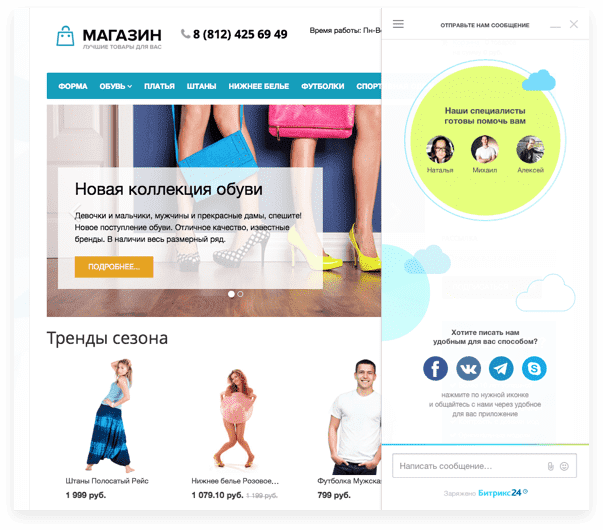 МАГАЗИН
ЛУЧШИЕ ТОВАРЫ ДЛЯ ВАС
8 (812) 425 69 49
Время работы: Пн-В
ФОРМА ОБУВЬ ПЛАТЬЯ ШТАНЫ НИЖНЕЕ БЕЛЬЕ ФУТБОЛКИ СПОРТ
Новая коллекция обуви
Девочки и мальчики, мужчины и прекрасные дамы, спешите!
Новое поступление обуви. Отличное качество, известные
бренды. В наличии весь размерный ряд.
ПОДРОБНЕЕ...
Тренды сезона
Штаны Полосатый Рейс
1 999 руб.
Нижнее белье Розовое...
1 079.10 руб. 1 199 руб.
Футболка Мужска
799 руб.
ОТПРАВЬТЕ НАМ СООБЩЕНИЕ
Наши специалисты
готовы помочь вам
Наталья Михаил Алексей
Хотите писать нам
удобным для вас способом?
нажмите по нужной иконке
и общайтесь с нами через удобное
для вас приложение
Написать сообщение...
Заряжено Битрикс24